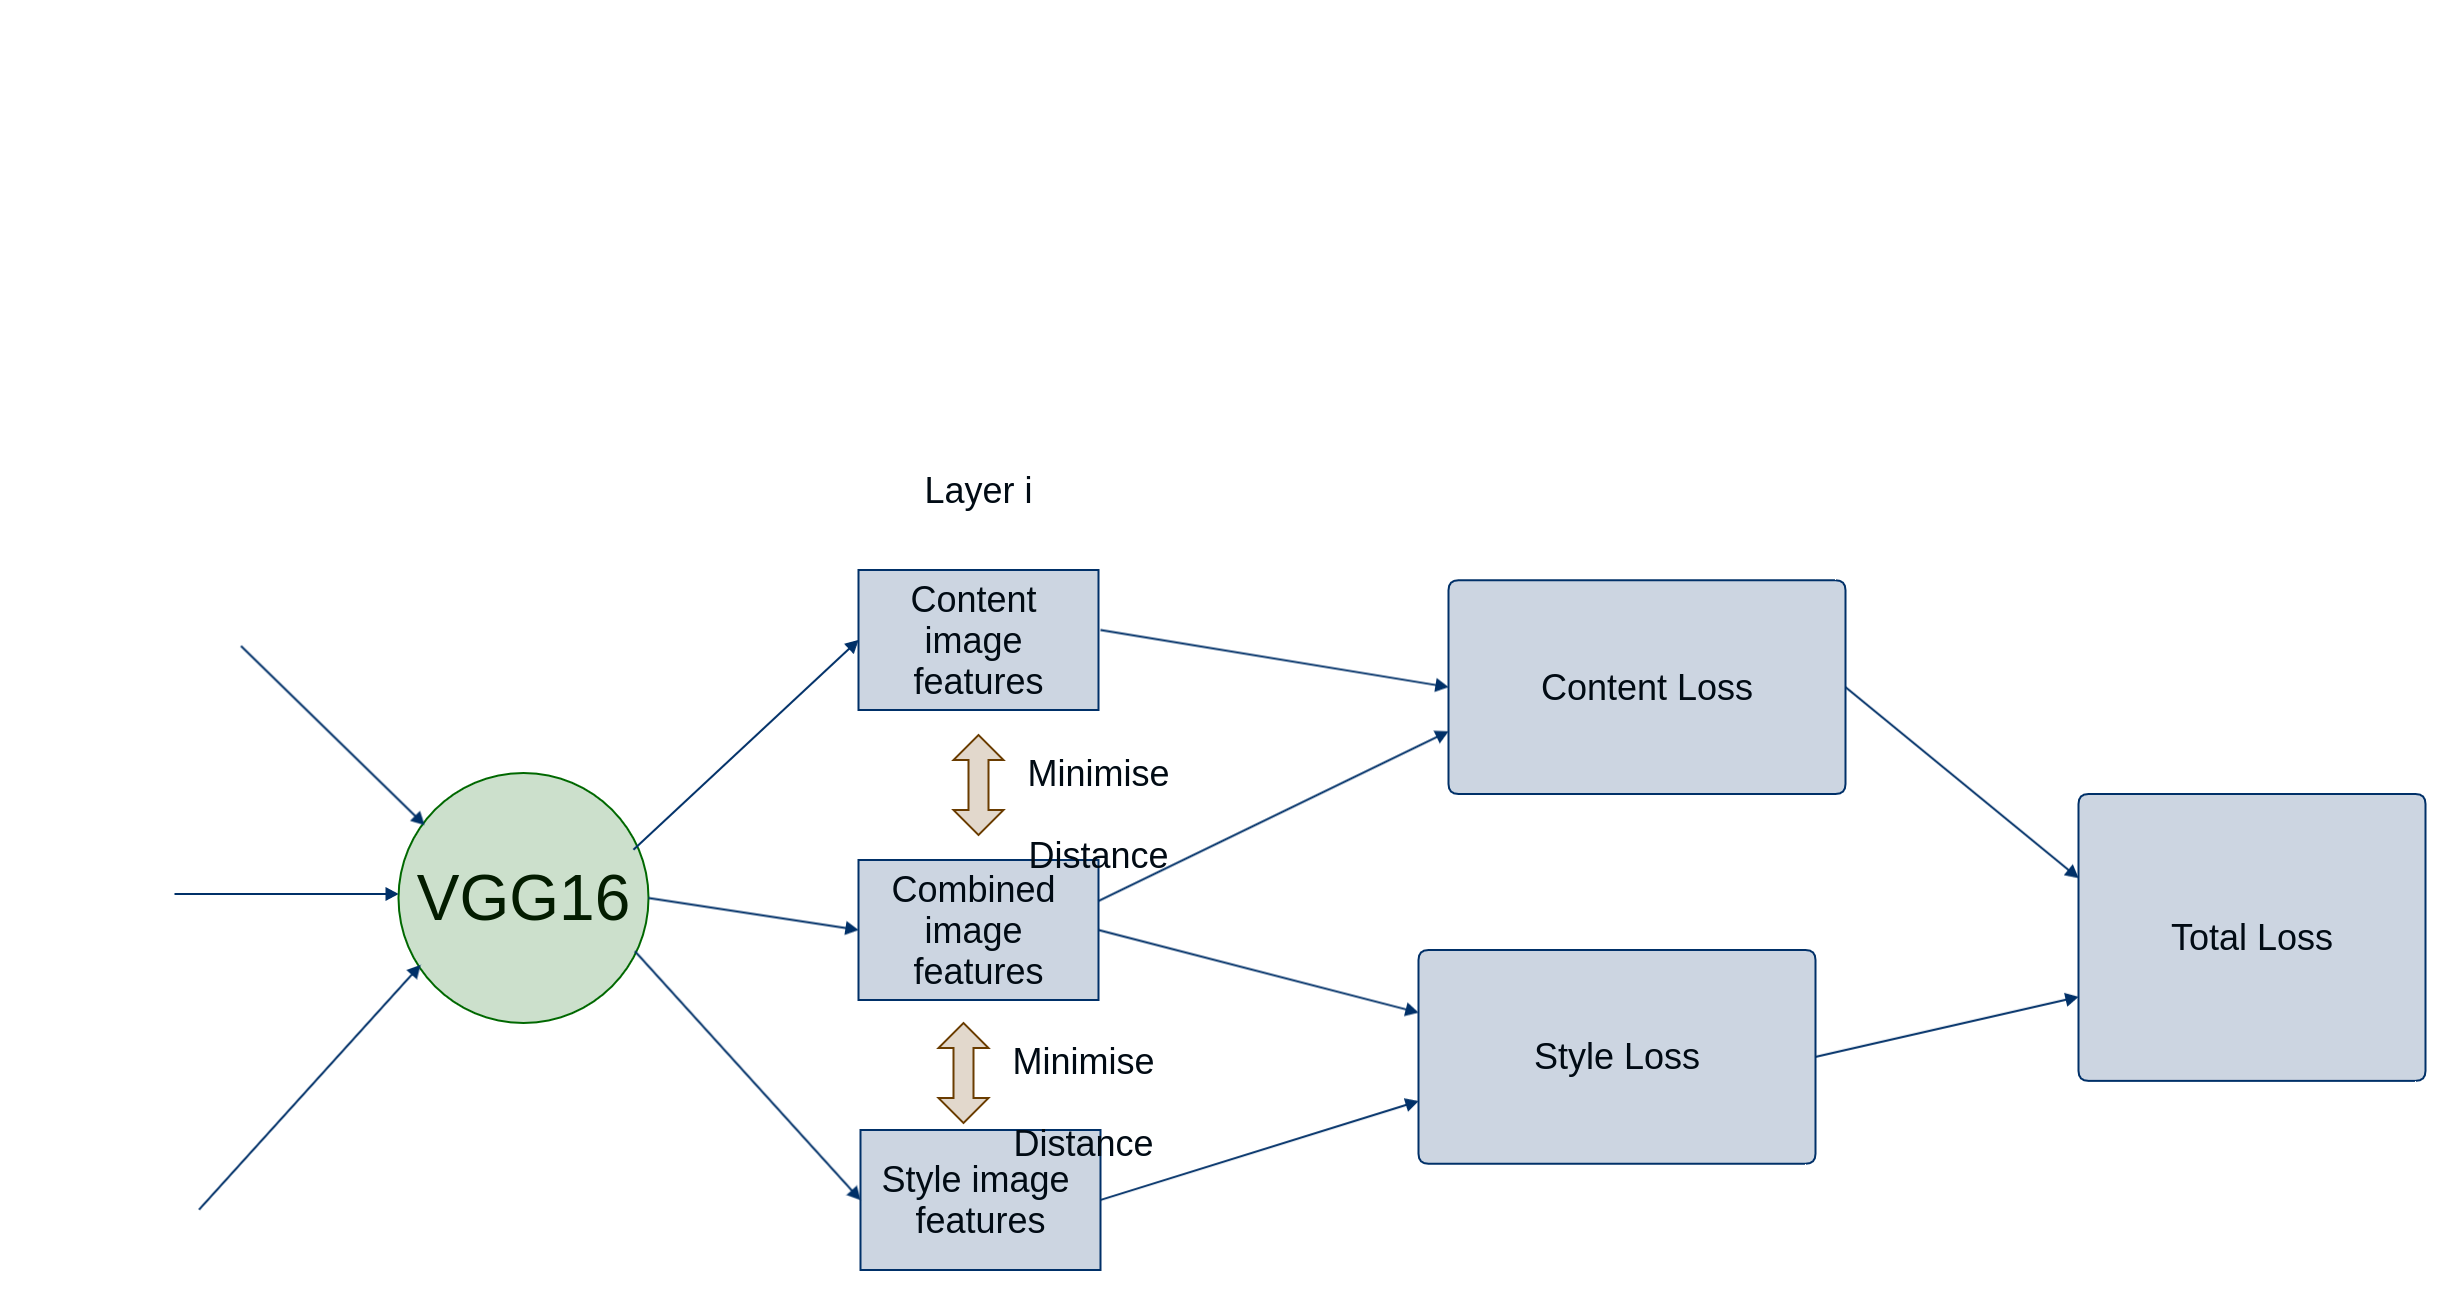 Layer i
Content
image
features
Content Loss
Minimise
Distance
VGG16
Combined
image
features
Total Loss
Style Loss
Minimise
Distance
Style image
features